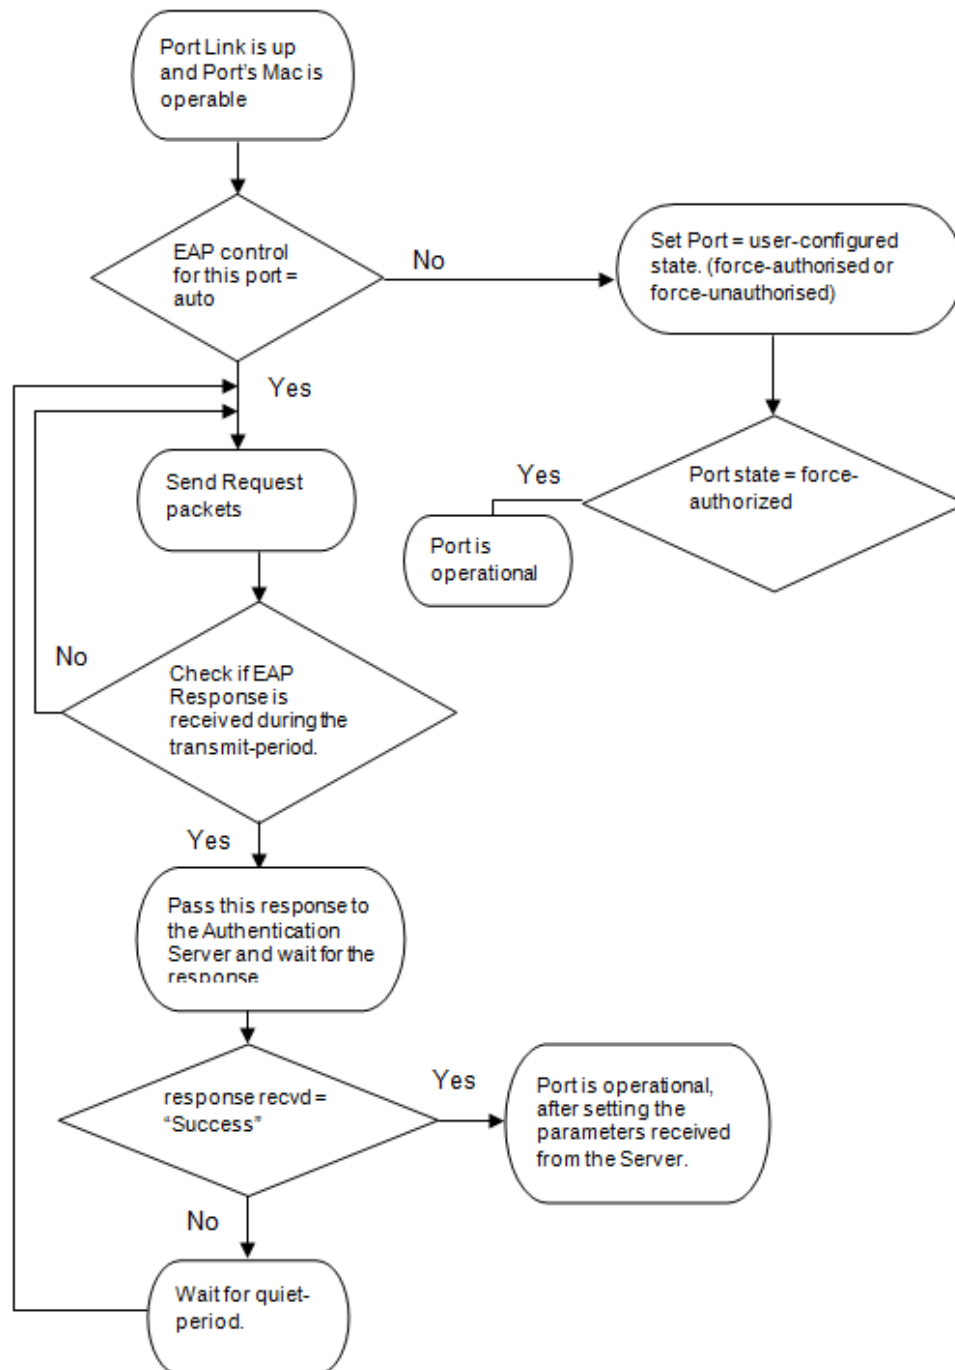 Port Link is up
and Port's Mac is
operable
EAP control
for this port =
auto
No
Set Port = user-configured
state. (force-authorised or
force-unauthorised)
Yes
Send Request
packets
Yes
Port state = force-
authorized
Port is
operational
No
Check if EAP
Response is
received during the
transmit-period.
Yes
Pass this response to
the Authentication
Server and wait for the
response
response recvd =
“Success”
Yes
Port is operational,
after setting the
parameters received
from the Server.
No
Wait for quiet-
period.